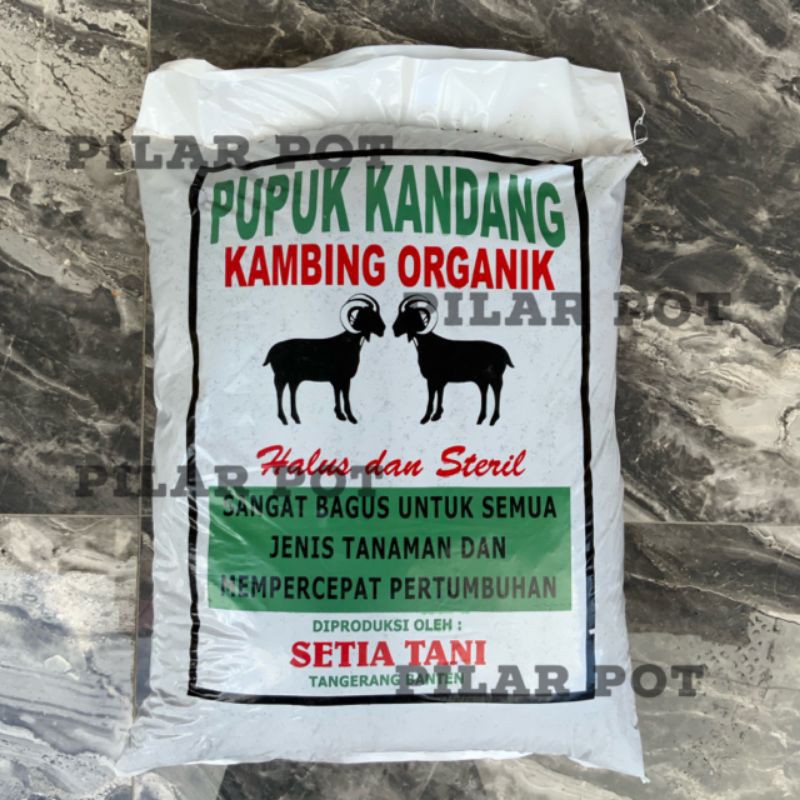 PILAR POT
PUPUK KANDANG
KAMBING ORGANIK
PILAR POT
Halus dan Steril
PILAR POT
SANGAT BAGUS UNTUK SEMUA
JENIS TANAMAN DAN
MEMPERCEPAT PERTUMBUHAN
DIPRODUKSI OLEH :
SETIA TANI
TANGERANG BANTEN
PILAR POT